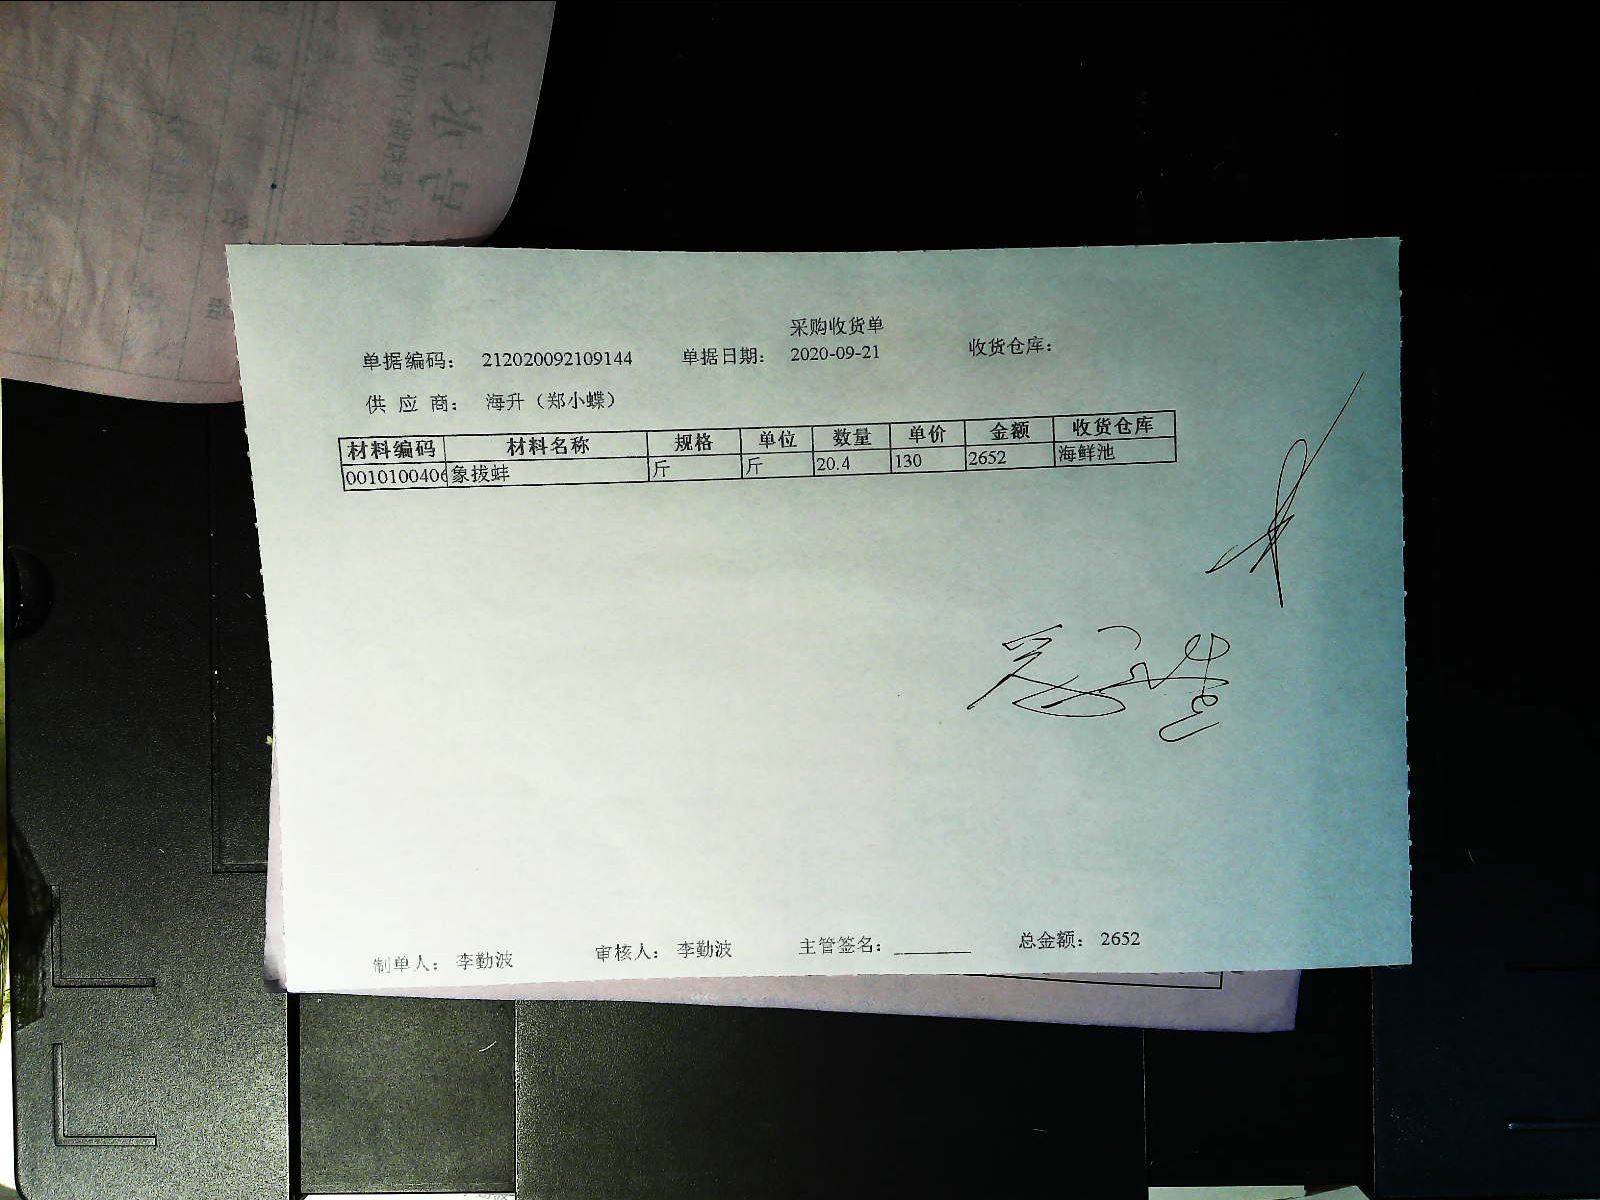 采购收货单
单据编码： 212020092109144 单据日期： 2020-09-21 收货仓库：
供 应 商： 海升（郑小蝶）
材料编码 材料名称 规格 单位 数量 单价 金额 收货仓库
0010100406 象拔蚌 斤 斤 20.4 130 2652 海鲜池
制单人： 李勤波 审核人： 李勤波 主管签名： 总金额： 2652